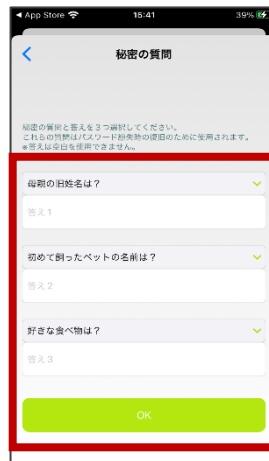 App Store
15:41
39%
秘密の質問
秘密の質問と答えを３つ選択してください。
これらの質問はパスワード紛失時の復旧のために使用されます。
※答えは空白を使用できません。
母親の旧姓名は？
答え１
初めて飼ったペットの名前は？
答え２
好きな食べ物は？
答え３
OK